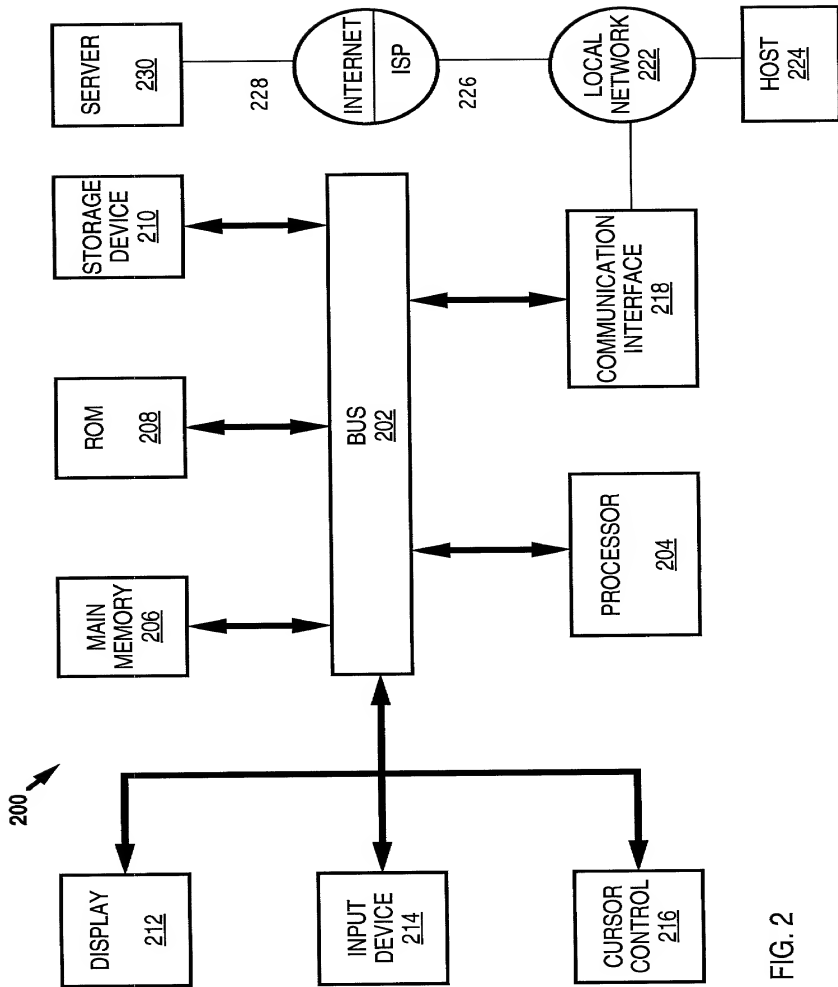 200
DISPLAY
212
INPUT
DEVICE
214
CURSOR
CONTROL
216
MAIN
MEMORY
206
ROM
208
STORAGE
DEVICE
210
BUS
202
PROCESSOR
204
COMMUNICATION
INTERFACE
218
SERVER
230
228
INTERNET
ISP
226
LOCAL
NETWORK
222
HOST
224
FIG. 2